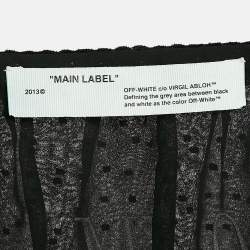 "MAIN LABEL"
2013©
OFF-WHITE c/o VIRGIL ABLOH™
Defining the grey area between black
and white as the color Off-White™